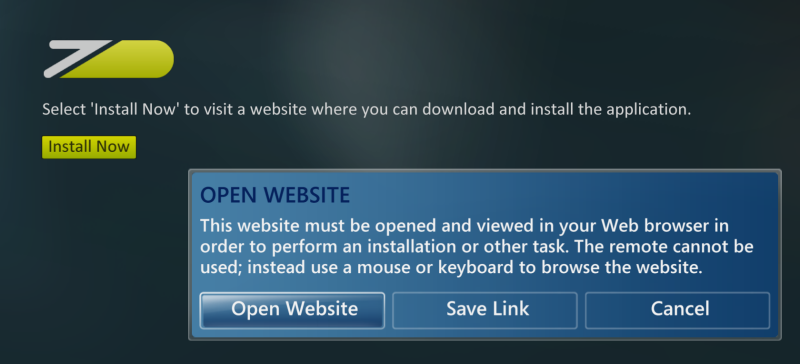 Select 'Install Now' to visit a website where you can download and install the application.
Install Now
OPEN WEBSITE
This website must be opened and viewed in your Web browser in
order to perform an installation or other task. The remote cannot be
used; instead use a mouse or keyboard to browse the website.
Open Website Save Link Cancel